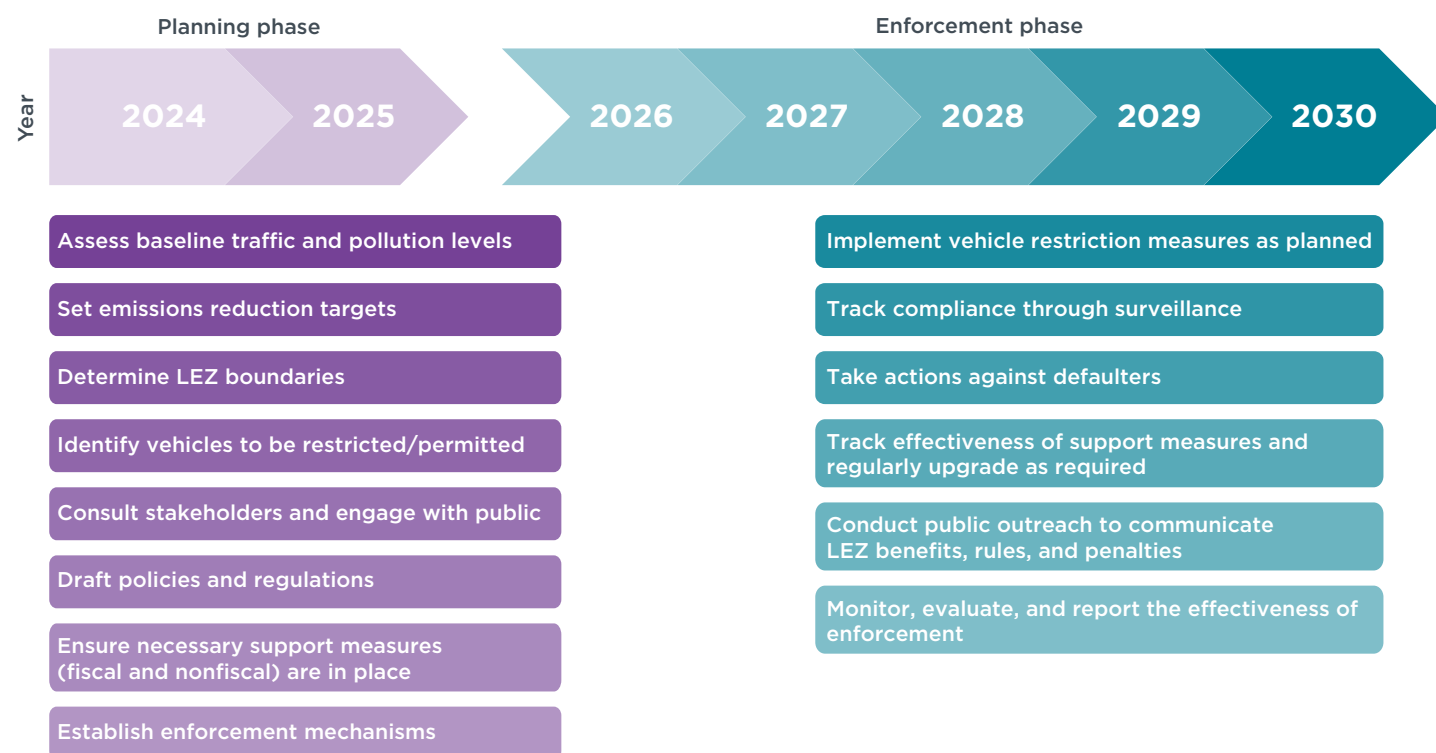 Planning phase
Enforcement phase
Year
2024
2025
2026
2027
2028
2029
2030
Assess baseline traffic and pollution levels
Set emissions reduction targets
Determine LEZ boundaries
Identify vehicles to be restricted/permitted
Consult stakeholders and engage with public
Draft policies and regulations
Ensure necessary support measures
(fiscal and nonfiscal) are in place
Establish enforcement mechanisms
Implement vehicle restriction measures as planned
Track compliance through surveillance
Take actions against defaulters
Track effectiveness of support measures and
regularly upgrade as required
Conduct public outreach to communicate
LEZ benefits, rules, and penalties
Monitor, evaluate, and report the effectiveness of
enforcement